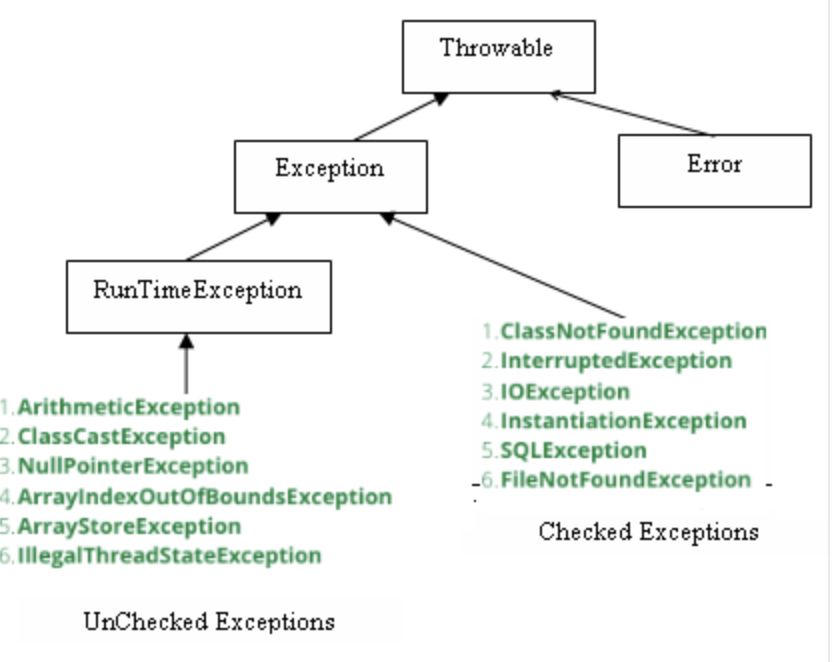 Throwable
Exception
Error
RunTimeException
1.ClassNotFoundException
2.InterruptedException
3.IOException
4.InstantiationException
5.SQLException
6.FileNotFoundException
Checked Exceptions
1.ArithmeticException
2.ClassCastException
3.NullPointerException
4.ArrayIndexOutOfBoundsException
5.ArrayStoreException
6.IllegalThreadStateException
UnChecked Exceptions